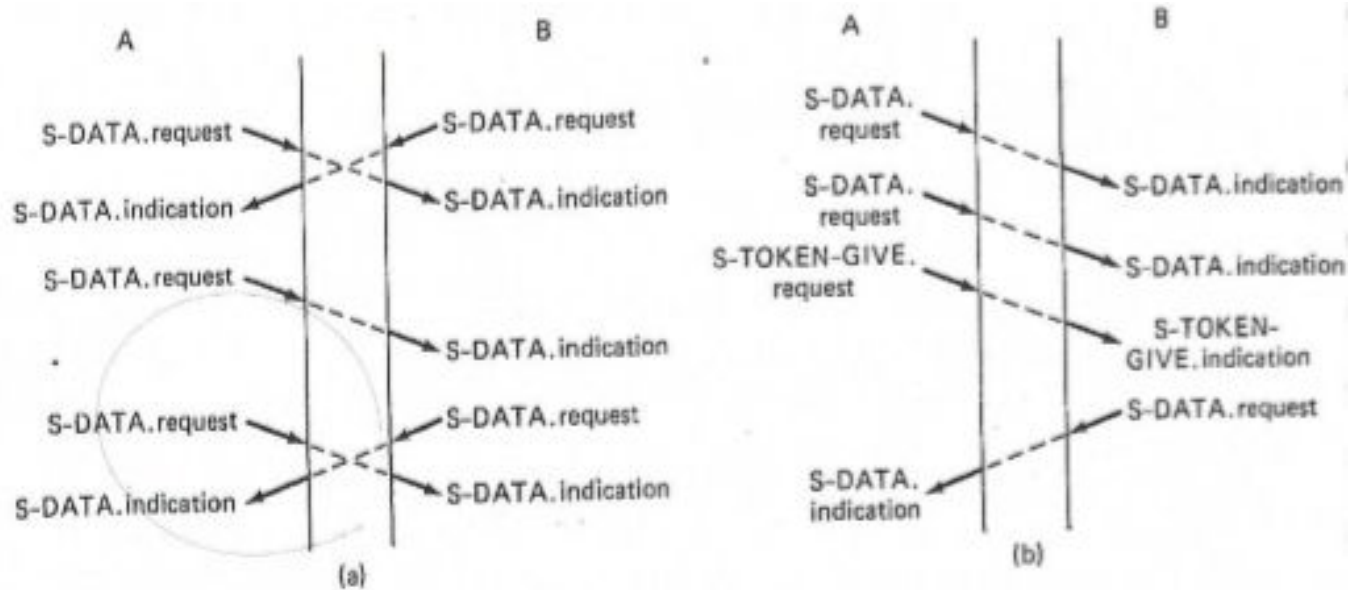 A
B
S-DATA.request
S-DATA.request
S-DATA.indication
S-DATA.indication
S-DATA.request
S-DATA.indication
S-DATA.request
S-DATA.request
S-DATA.indication
S-DATA.indication
(a)
A
B
S-DATA.
request
S-DATA.indication
S-DATA.
request
S-DATA.indication
S-TOKEN-GIVE.
request
S-TOKEN-
GIVE.indication
S-DATA.request
S-DATA.
indication
(b)